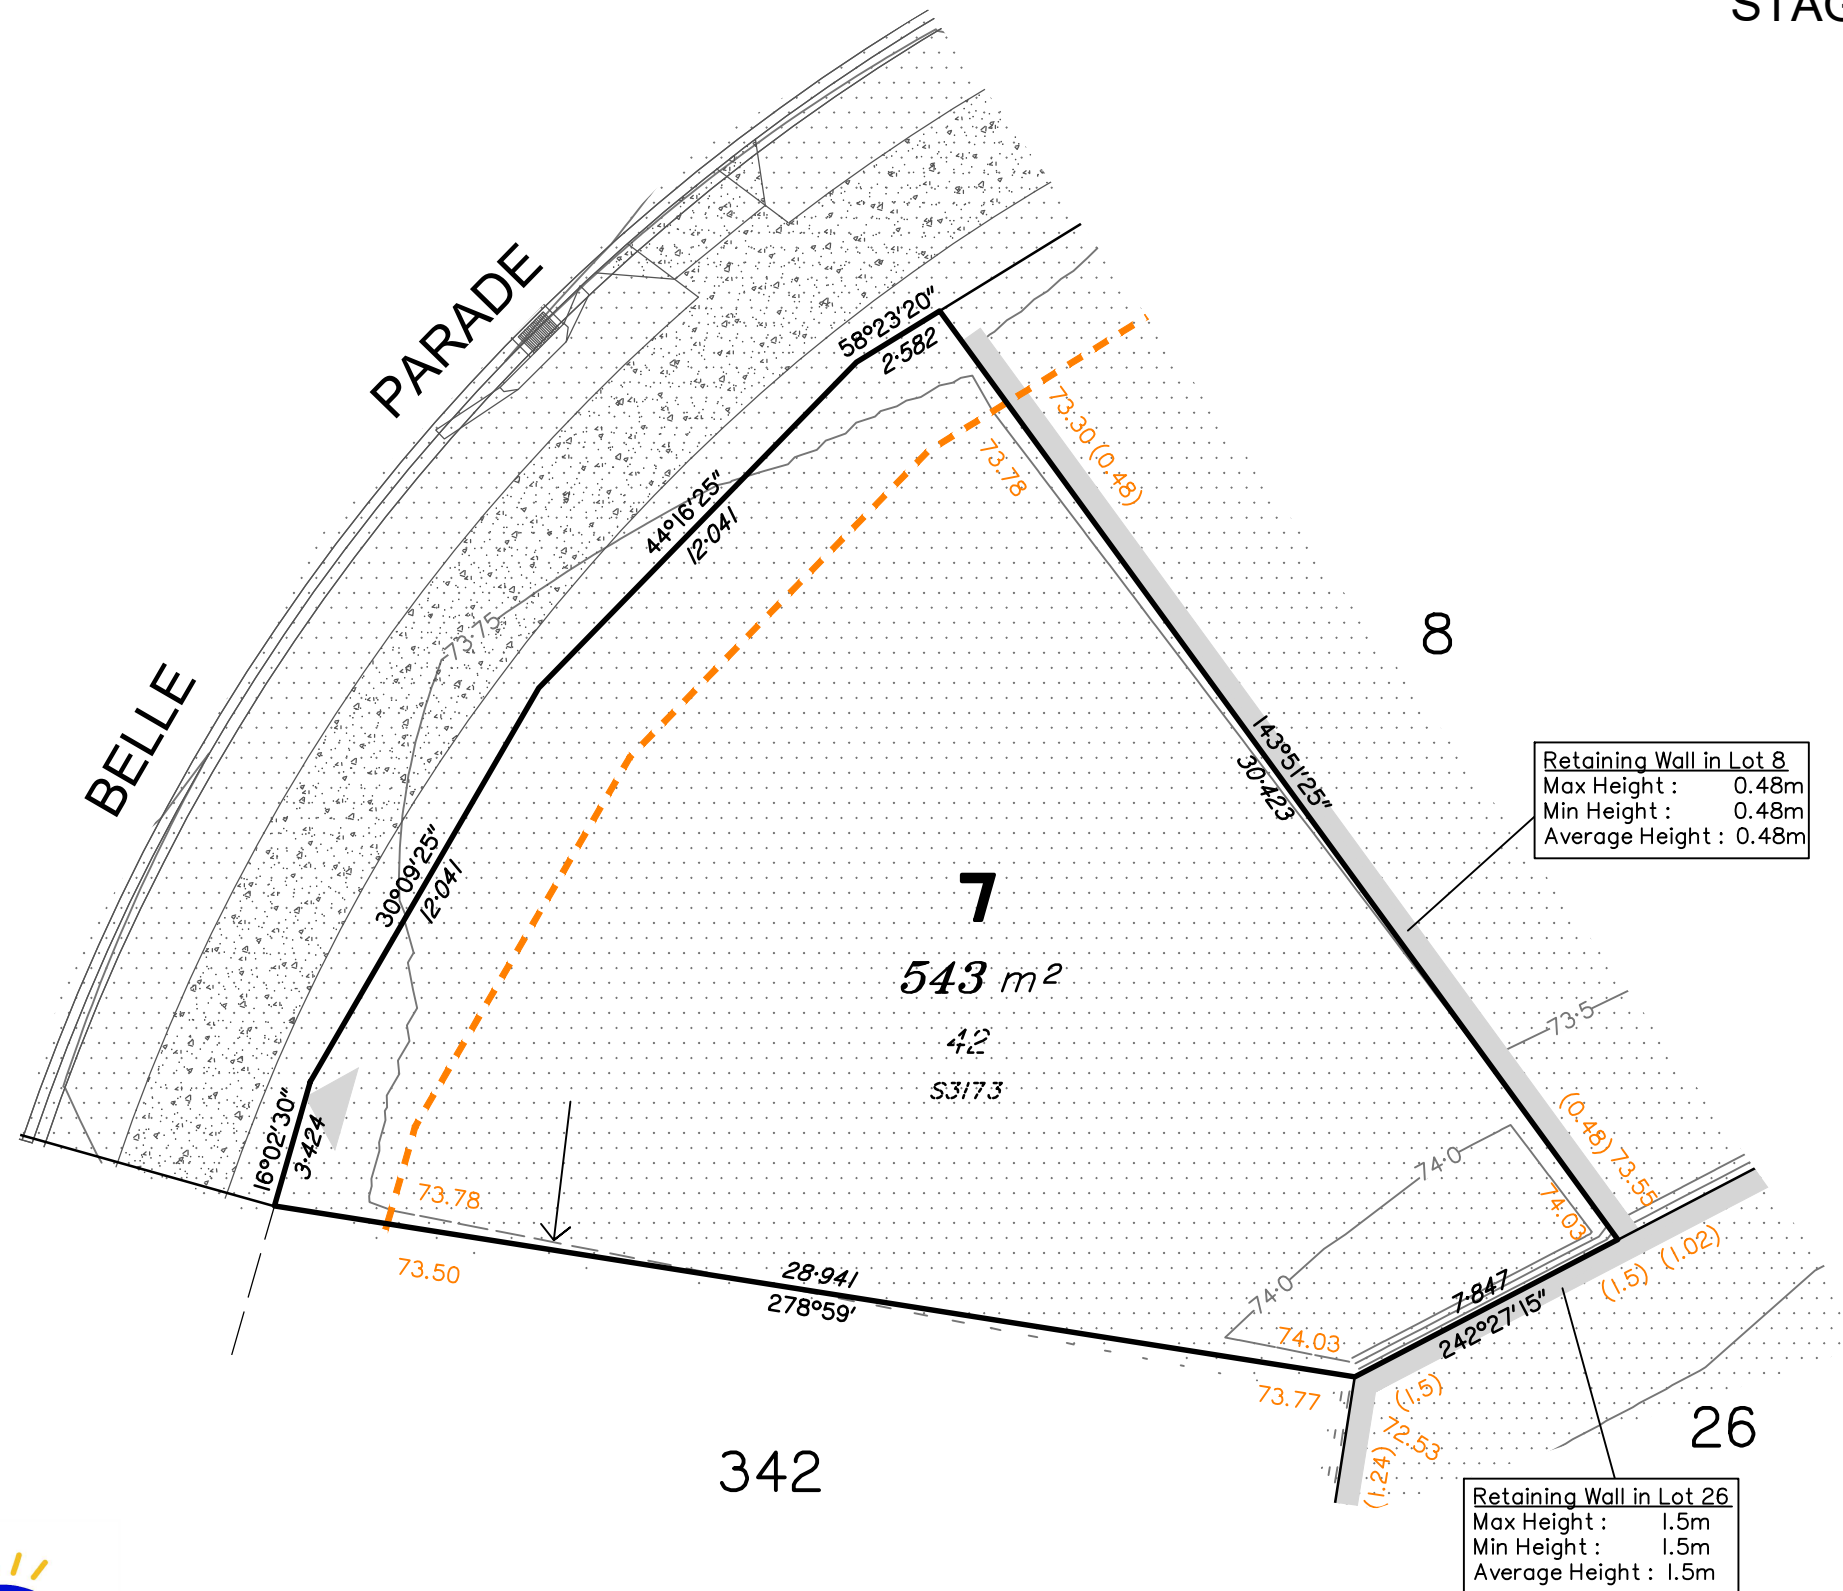 STAG
PARADE
BELLE
58°23'20"
2·582
44°16'25"
12·041
30°09'25"
12·041
16°02'30"
3·424
73·75
73.30 (0.48)
73.78
8
143°51'25"
30·423
Retaining Wall in Lot 8
Max Height : 0.48m
Min Height : 0.48m
Average Height : 0.48m
7
543 m²
42
S3173
73·5
(0.48) 73.55
74·0
74.03
73.78
73.50
28·941
278°59'
74·0
74.03
73.77
7·847
242°27'15"
(1.5) (1.02)
(1.5)
72.53
(1.24)
26
342
Retaining Wall in Lot 26
Max Height : 1.5m
Min Height : 1.5m
Average Height : 1.5m